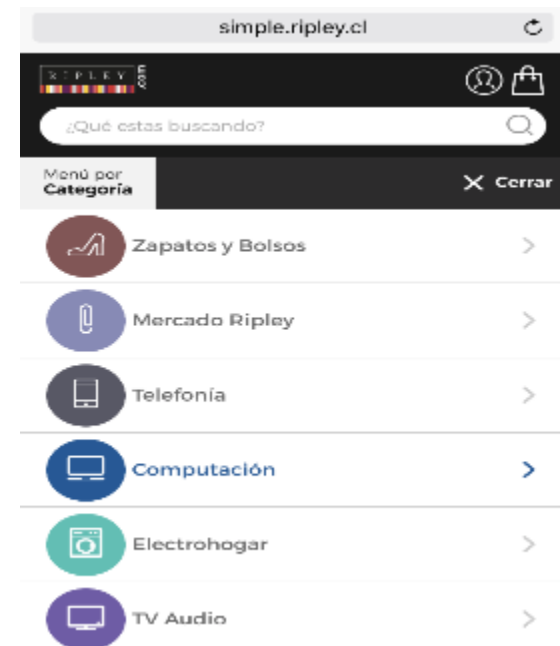 simple.ripley.cl
RIPLEY.com
¿Qué estas buscando?
Menú por
Categoría
Cerrar
Zapatos y Bolsos
Mercado Ripley
Telefonía
Computación
Electrohogar
TV Audio